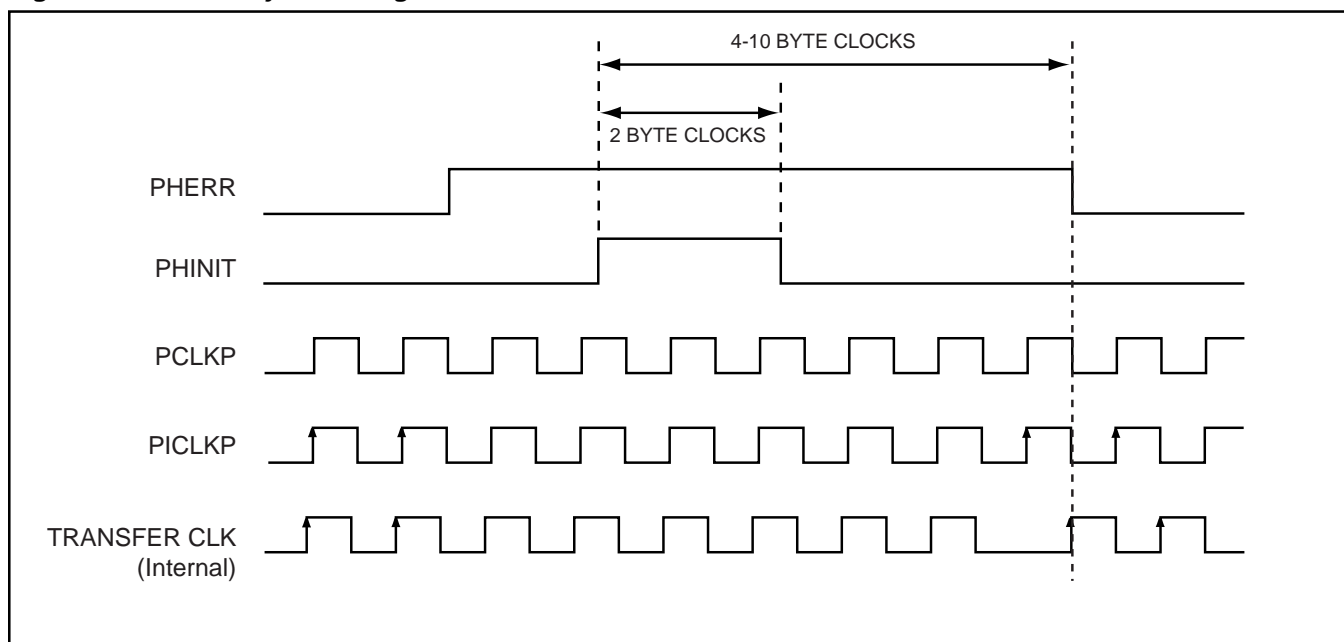 4-10 BYTE CLOCKS
2 BYTE CLOCKS
PHERR
PHINIT
PCLKP
PICLKP
TRANSFER CLK
(Internal)